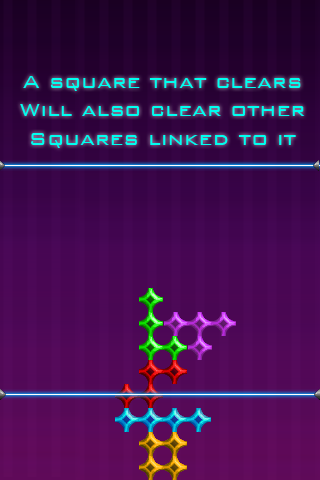 A square that clears
Will also clear other
Squares linked to it